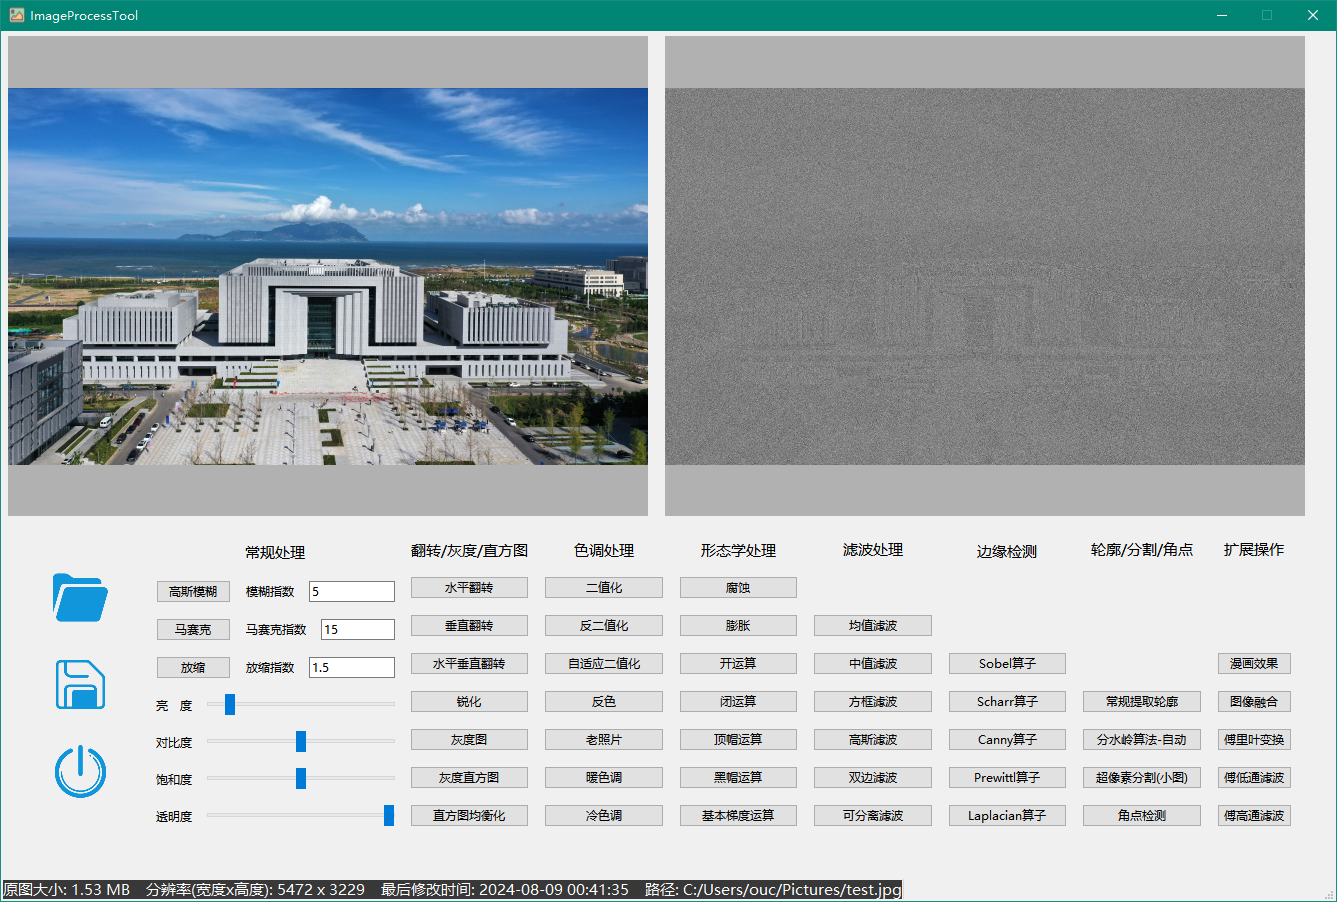 ImageProcessTool
常规处理 翻转/灰度/直方图 色调处理 形态学处理 滤波处理 边缘检测 轮廓/分割/角点 扩展操作
高斯模糊 模糊指数 5 水平翻转 二值化 腐蚀
马赛克 马赛克指数 15 垂直翻转 反二值化 膨胀 均值滤波
放缩 放缩指数 1.5 水平垂直翻转 自适应二值化 开运算 中值滤波 Sobel算子 漫画效果
亮 度 锐化 反色 闭运算 方框滤波 Scharr算子 常规提取轮廓 图像融合
对比度 灰度图 老照片 顶帽运算 高斯滤波 Canny算子 分水岭算法-自动 傅里叶变换
饱和度 灰度直方图 暖色调 黑帽运算 双边滤波 Prewittl算子 超像素分割(小图) 傅低通滤波
透明度 直方图均衡化 冷色调 基本梯度运算 可分离滤波 Laplacian算子 角点检测 傅高通滤波
原图大小: 1.53 MB 分辨率(宽度x高度): 5472 x 3229 最后修改时间: 2024-08-09 00:41:35 路径: C:/Users/ouc/Pictures/test.jpg